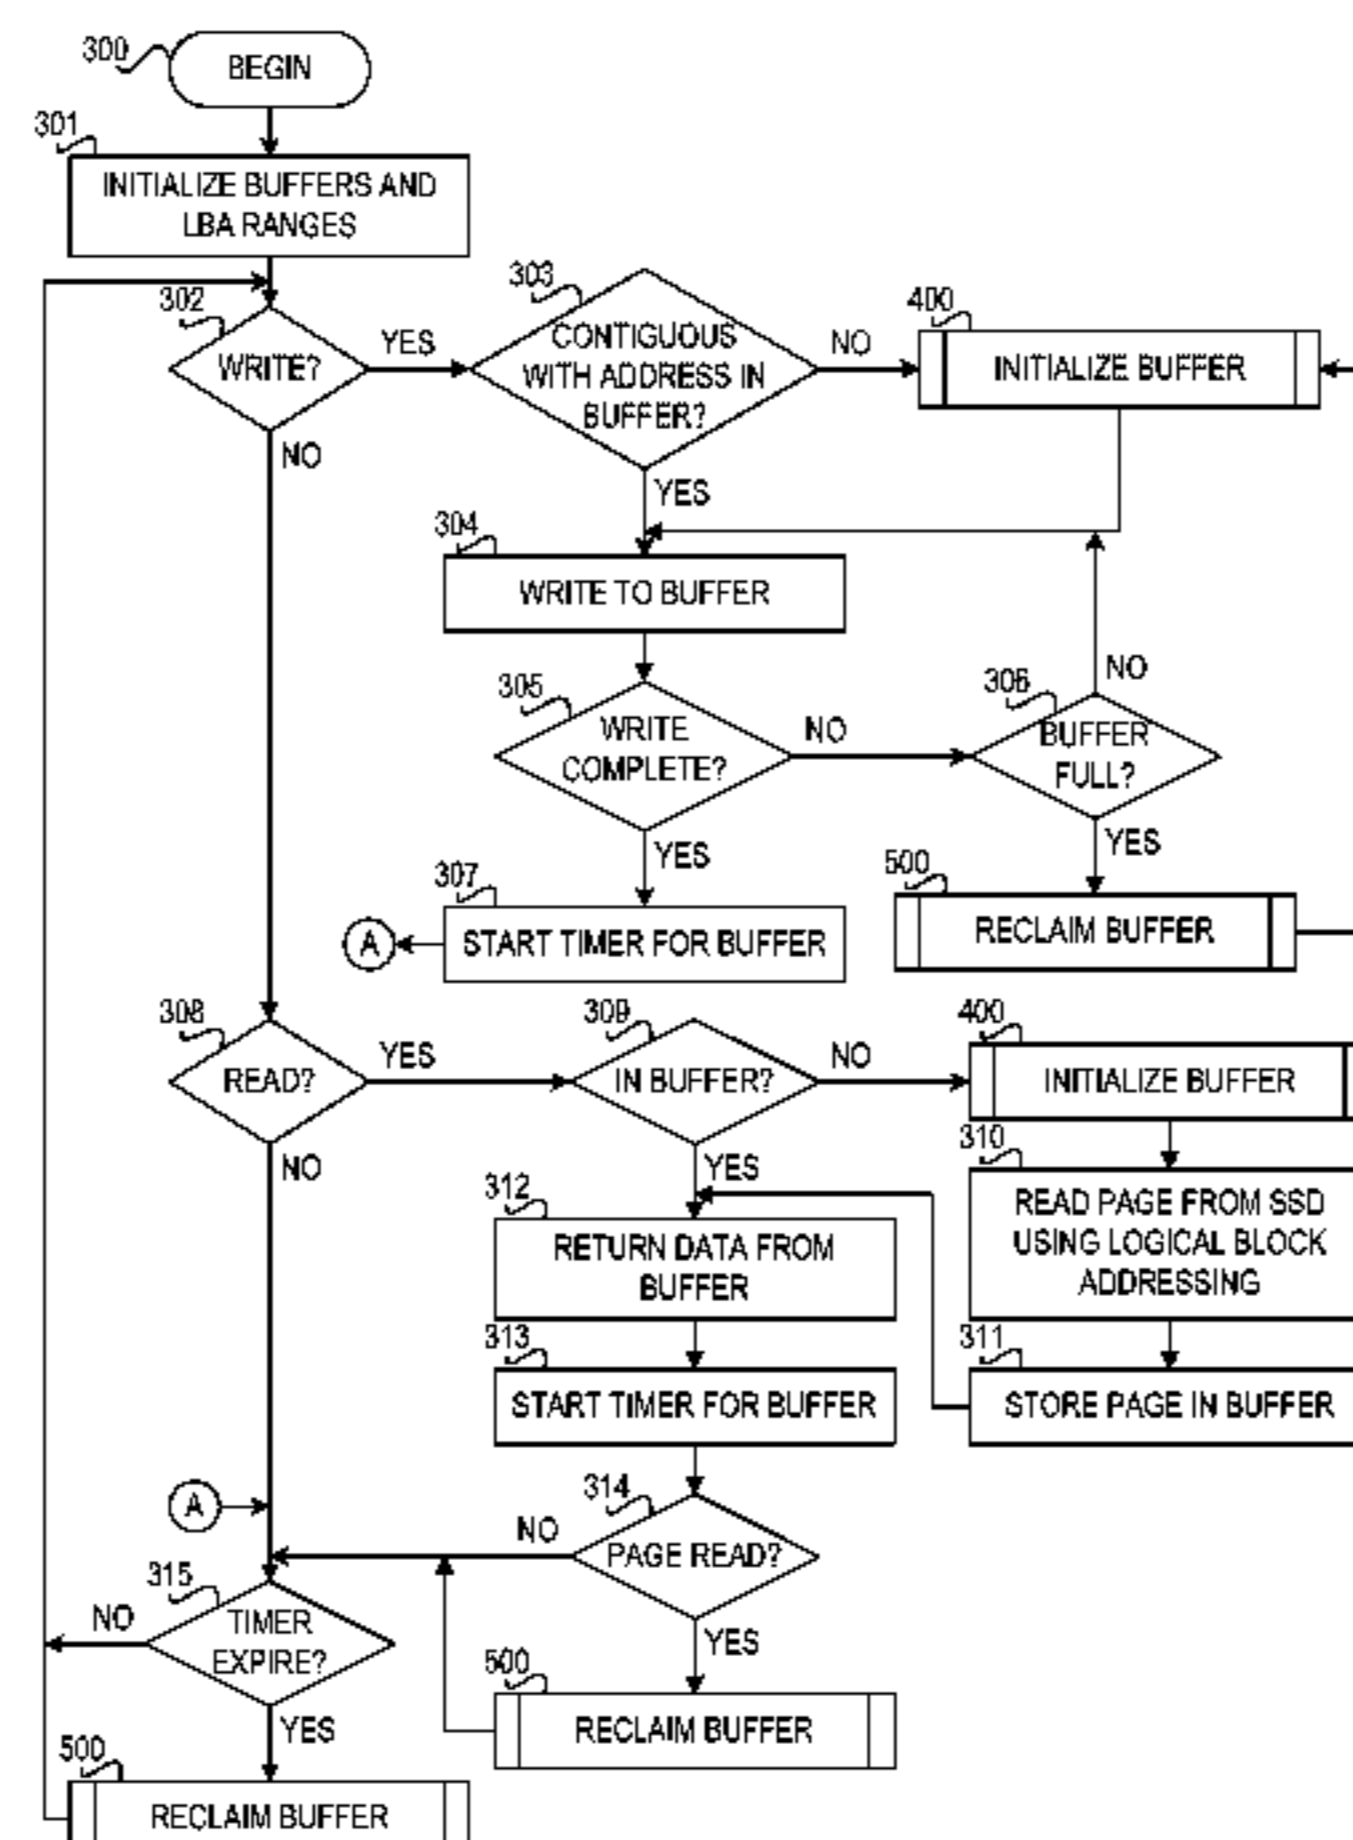 300
BEGIN
301
INITIALIZE BUFFERS AND
LBA RANGES
302
WRITE?
YES
NO
303
CONTIGUOUS
WITH ADDRESS IN
BUFFER?
NO
YES
400
INITIALIZE BUFFER
304
WRITE TO BUFFER
305
WRITE
COMPLETE?
NO
YES
306
BUFFER
FULL?
NO
YES
307
START TIMER FOR BUFFER
A
500
RECLAIM BUFFER
308
READ?
YES
NO
309
IN BUFFER?
NO
YES
400
INITIALIZE BUFFER
310
READ PAGE FROM SSD
USING LOGICAL BLOCK
ADDRESSING
311
STORE PAGE IN BUFFER
312
RETURN DATA FROM
BUFFER
313
START TIMER FOR BUFFER
314
PAGE READ?
NO
YES
500
RECLAIM BUFFER
A
315
TIMER
EXPIRE?
NO
YES
500
RECLAIM BUFFER